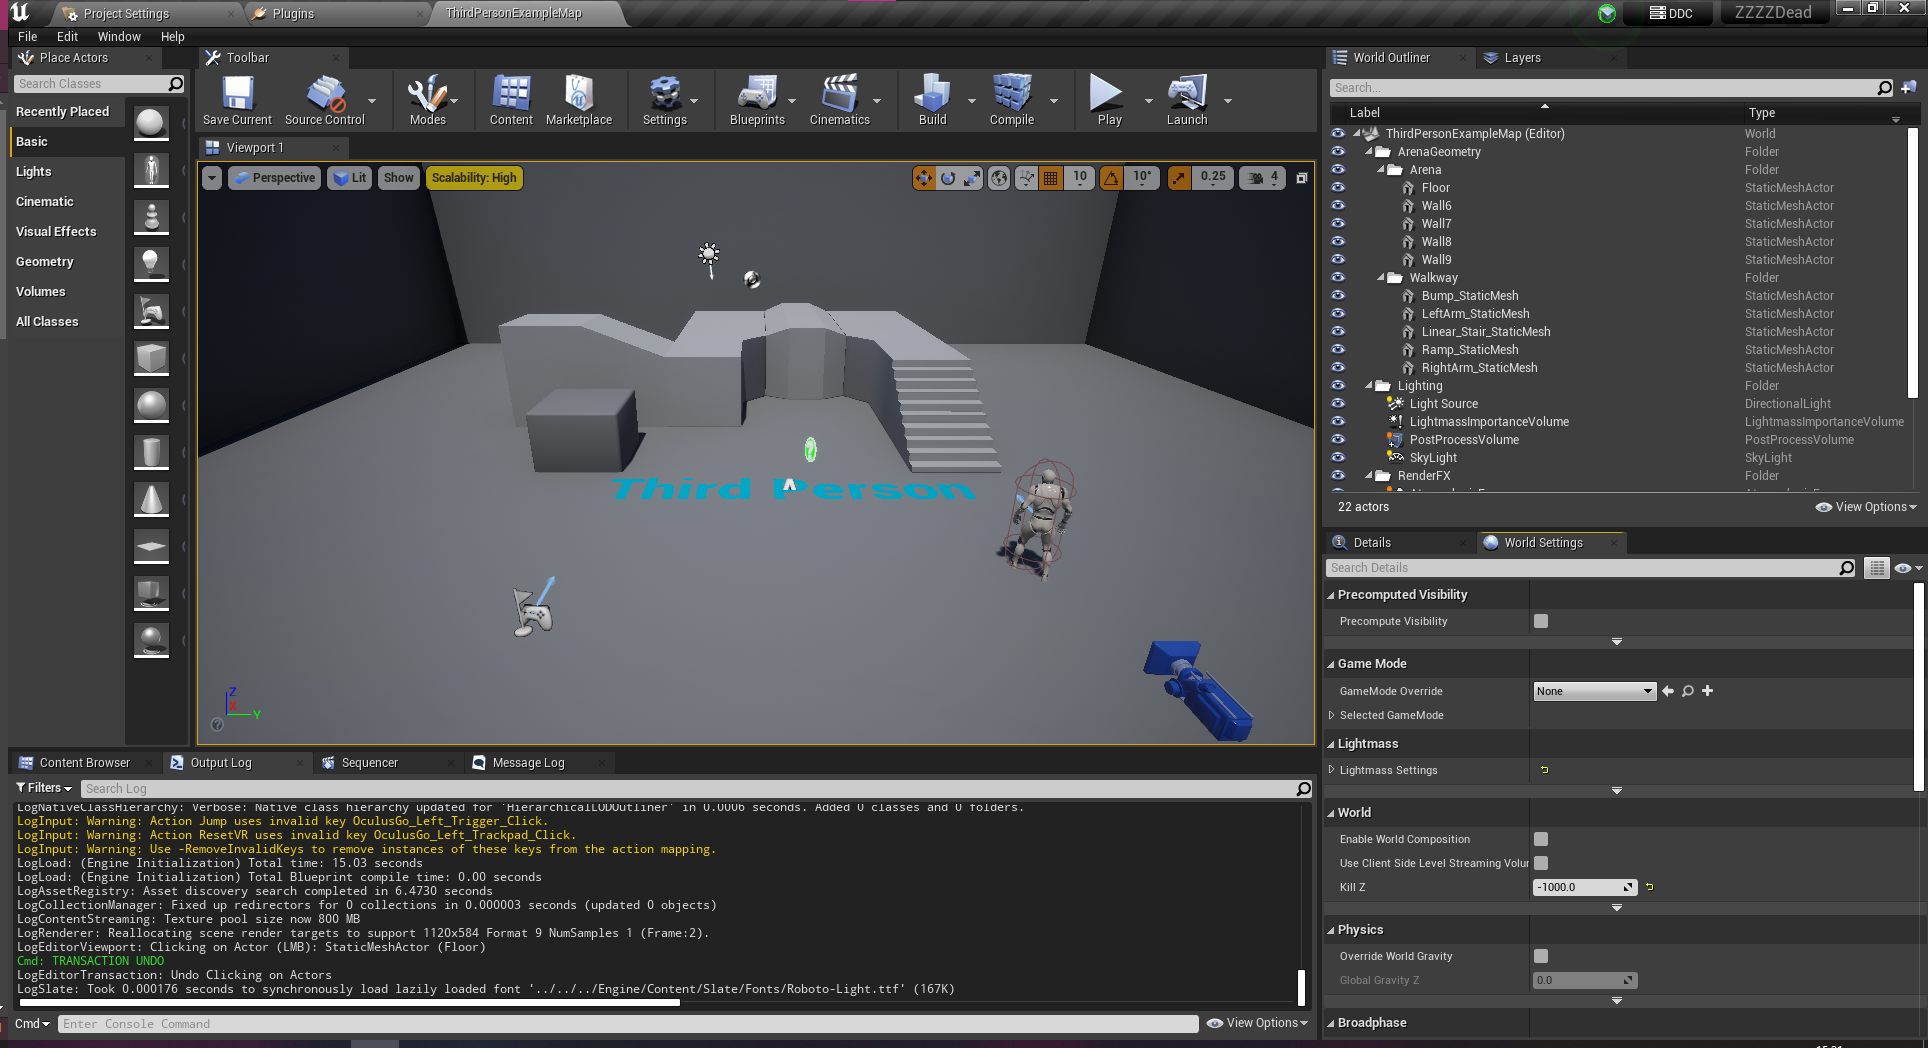 Project Settings
Plugins
ThirdPersonExampleMap
DDC
ZZZZDead
File Edit Window Help
Place Actors
Search Classes
Recently Placed
Basic
Lights
Cinematic
Visual Effects
Geometry
Volumes
All Classes
Toolbar
Save Current
Source Control
Modes
Content
Marketplace
Settings
Blueprints
Cinematics
Build
Compile
Play
Launch
Viewport 1
Perspective
Lit
Show
Scalability: High
10
10°
0.25
4
Third Person
Z
X
Y
Content Browser
Output Log
Sequencer
Message Log
Filters
Search Log
LogNativeClassHierarchy: Verbose: Native class hierarchy updated for 'HierarchicalLODOutliner' in 0.0006 seconds. Added 0 classes and 0 folders.
LogInput: Warning: Action Jump uses invalid key OculusGo_Left_Trigger_Click.
LogInput: Warning: Action ResetVR uses invalid key OculusGo_Left_Trackpad_Click.
LogInput: Warning: Use -RemoveInvalidKeys to remove instances of these keys from the action mapping.
LogLoad: (Engine Initialization) Total time: 15.03 seconds
LogLoad: (Engine Initialization) Total Blueprint compile time: 0.00 seconds
LogAssetRegistry: Asset discovery search completed in 6.4730 seconds
LogCollectionManager: Fixed up redirectors for 0 collections in 0.000003 seconds (updated 0 objects)
LogContentStreaming: Texture pool size now 800 MB
LogRenderer: Reallocating scene render targets to support 1120x584 Format 9 NumSamples 1 (Frame:2).
LogEditorViewport: Clicking on Actor (LMB): StaticMeshActor (Floor)
Cmd: TRANSACTION UNDO
LogEditorTransaction: Undo Clicking on Actors
LogSlate: Took 0.000176 seconds to synchronously load lazily loaded font '../../../Engine/Content/Slate/Fonts/Roboto-Light.ttf' (167K)
Cmd
Enter Console Command
View Options
World Outliner
Layers
Search...
Label Type
ThirdPersonExampleMap (Editor) World
ArenaGeometry Folder
Arena Folder
Floor StaticMeshActor
Wall6 StaticMeshActor
Wall7 StaticMeshActor
Wall8 StaticMeshActor
Wall9 StaticMeshActor
Walkway Folder
Bump_StaticMesh StaticMeshActor
LeftArm_StaticMesh StaticMeshActor
Linear_Stair_StaticMesh StaticMeshActor
Ramp_StaticMesh StaticMeshActor
RightArm_StaticMesh StaticMeshActor
Lighting Folder
Light Source DirectionalLight
LightmassImportanceVolume LightmassImportanceVolume
PostProcessVolume PostProcessVolume
SkyLight SkyLight
RenderFX Folder
22 actors
View Options
Details
World Settings
Search Details
Precomputed Visibility
Precompute Visibility
Game Mode
GameMode Override None
Selected GameMode
Lightmass
Lightmass Settings
World
Enable World Composition
Use Client Side Level Streaming Volur
Kill Z -1000.0
Physics
Override World Gravity
Global Gravity Z 0.0
Broadphase